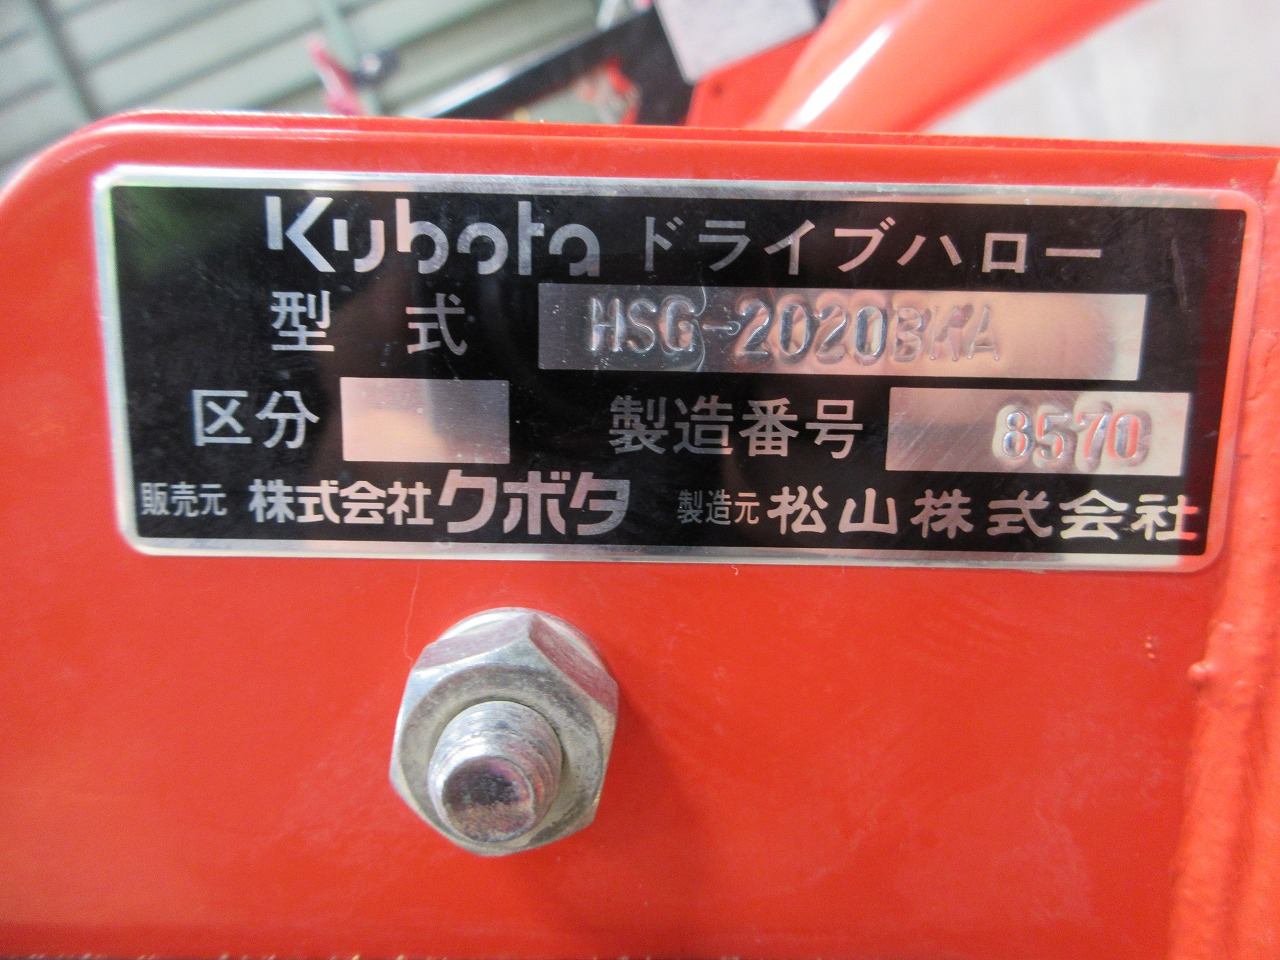 Kubota ドライブハロー
型式 HSG-2020BKA
区分 製造番号 8570
販売元 株式会社クボタ 製造元 松山株式会社